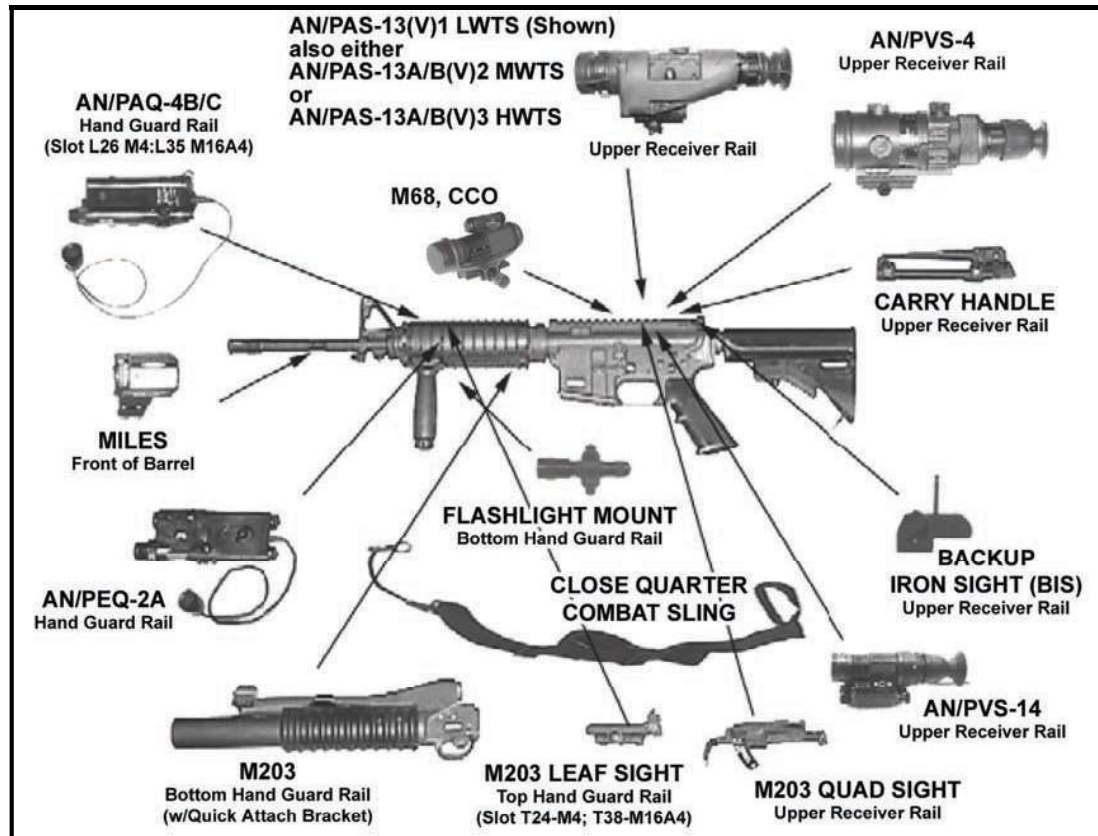 AN/PAS-13(V)1 LWTS (Shown)
also either
AN/PAS-13A/B(V)2 MWTS
or
AN/PAS-13A/B(V)3 HWTS
Upper Receiver Rail
AN/PVS-4
Upper Receiver Rail
AN/PAQ-4B/C
Hand Guard Rail
(Slot L26 M4:L35 M16A4)
M68, CCO
CARRY HANDLE
Upper Receiver Rail
MILES
Front of Barrel
FLASHLIGHT MOUNT
Bottom Hand Guard Rail
BACKUP
IRON SIGHT (BIS)
Upper Receiver Rail
AN/PEQ-2A
Hand Guard Rail
CLOSE QUARTER
COMBAT SLING
AN/PVS-14
Upper Receiver Rail
M203
Bottom Hand Guard Rail
(w/Quick Attach Bracket)
M203 LEAF SIGHT
Top Hand Guard Rail
(Slot T24-M4; T38-M16A4)
M203 QUAD SIGHT
Upper Receiver Rail